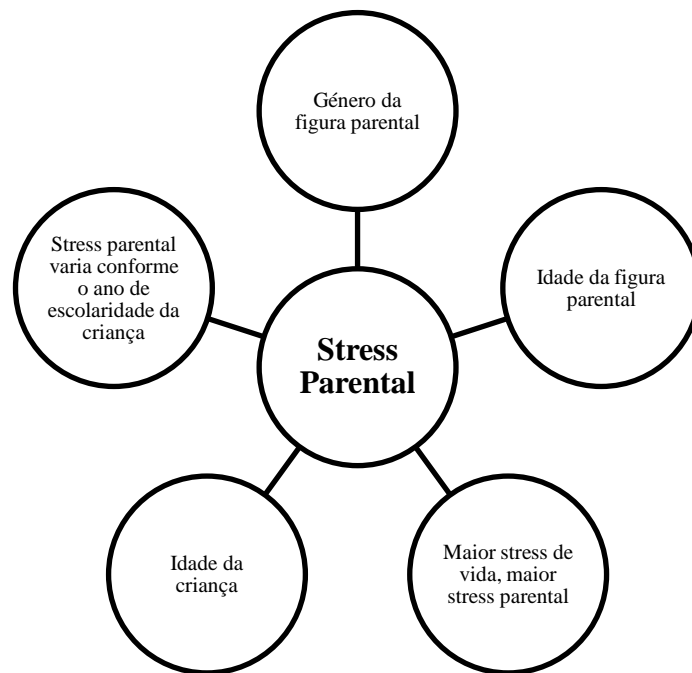 Género da
figura parental
Stress parental
varia conforme
o ano de
escolaridade da
criança
Idade da figura
parental
Stress
Parental
Idade da
criança
Maior stress de
vida, maior
stress parental